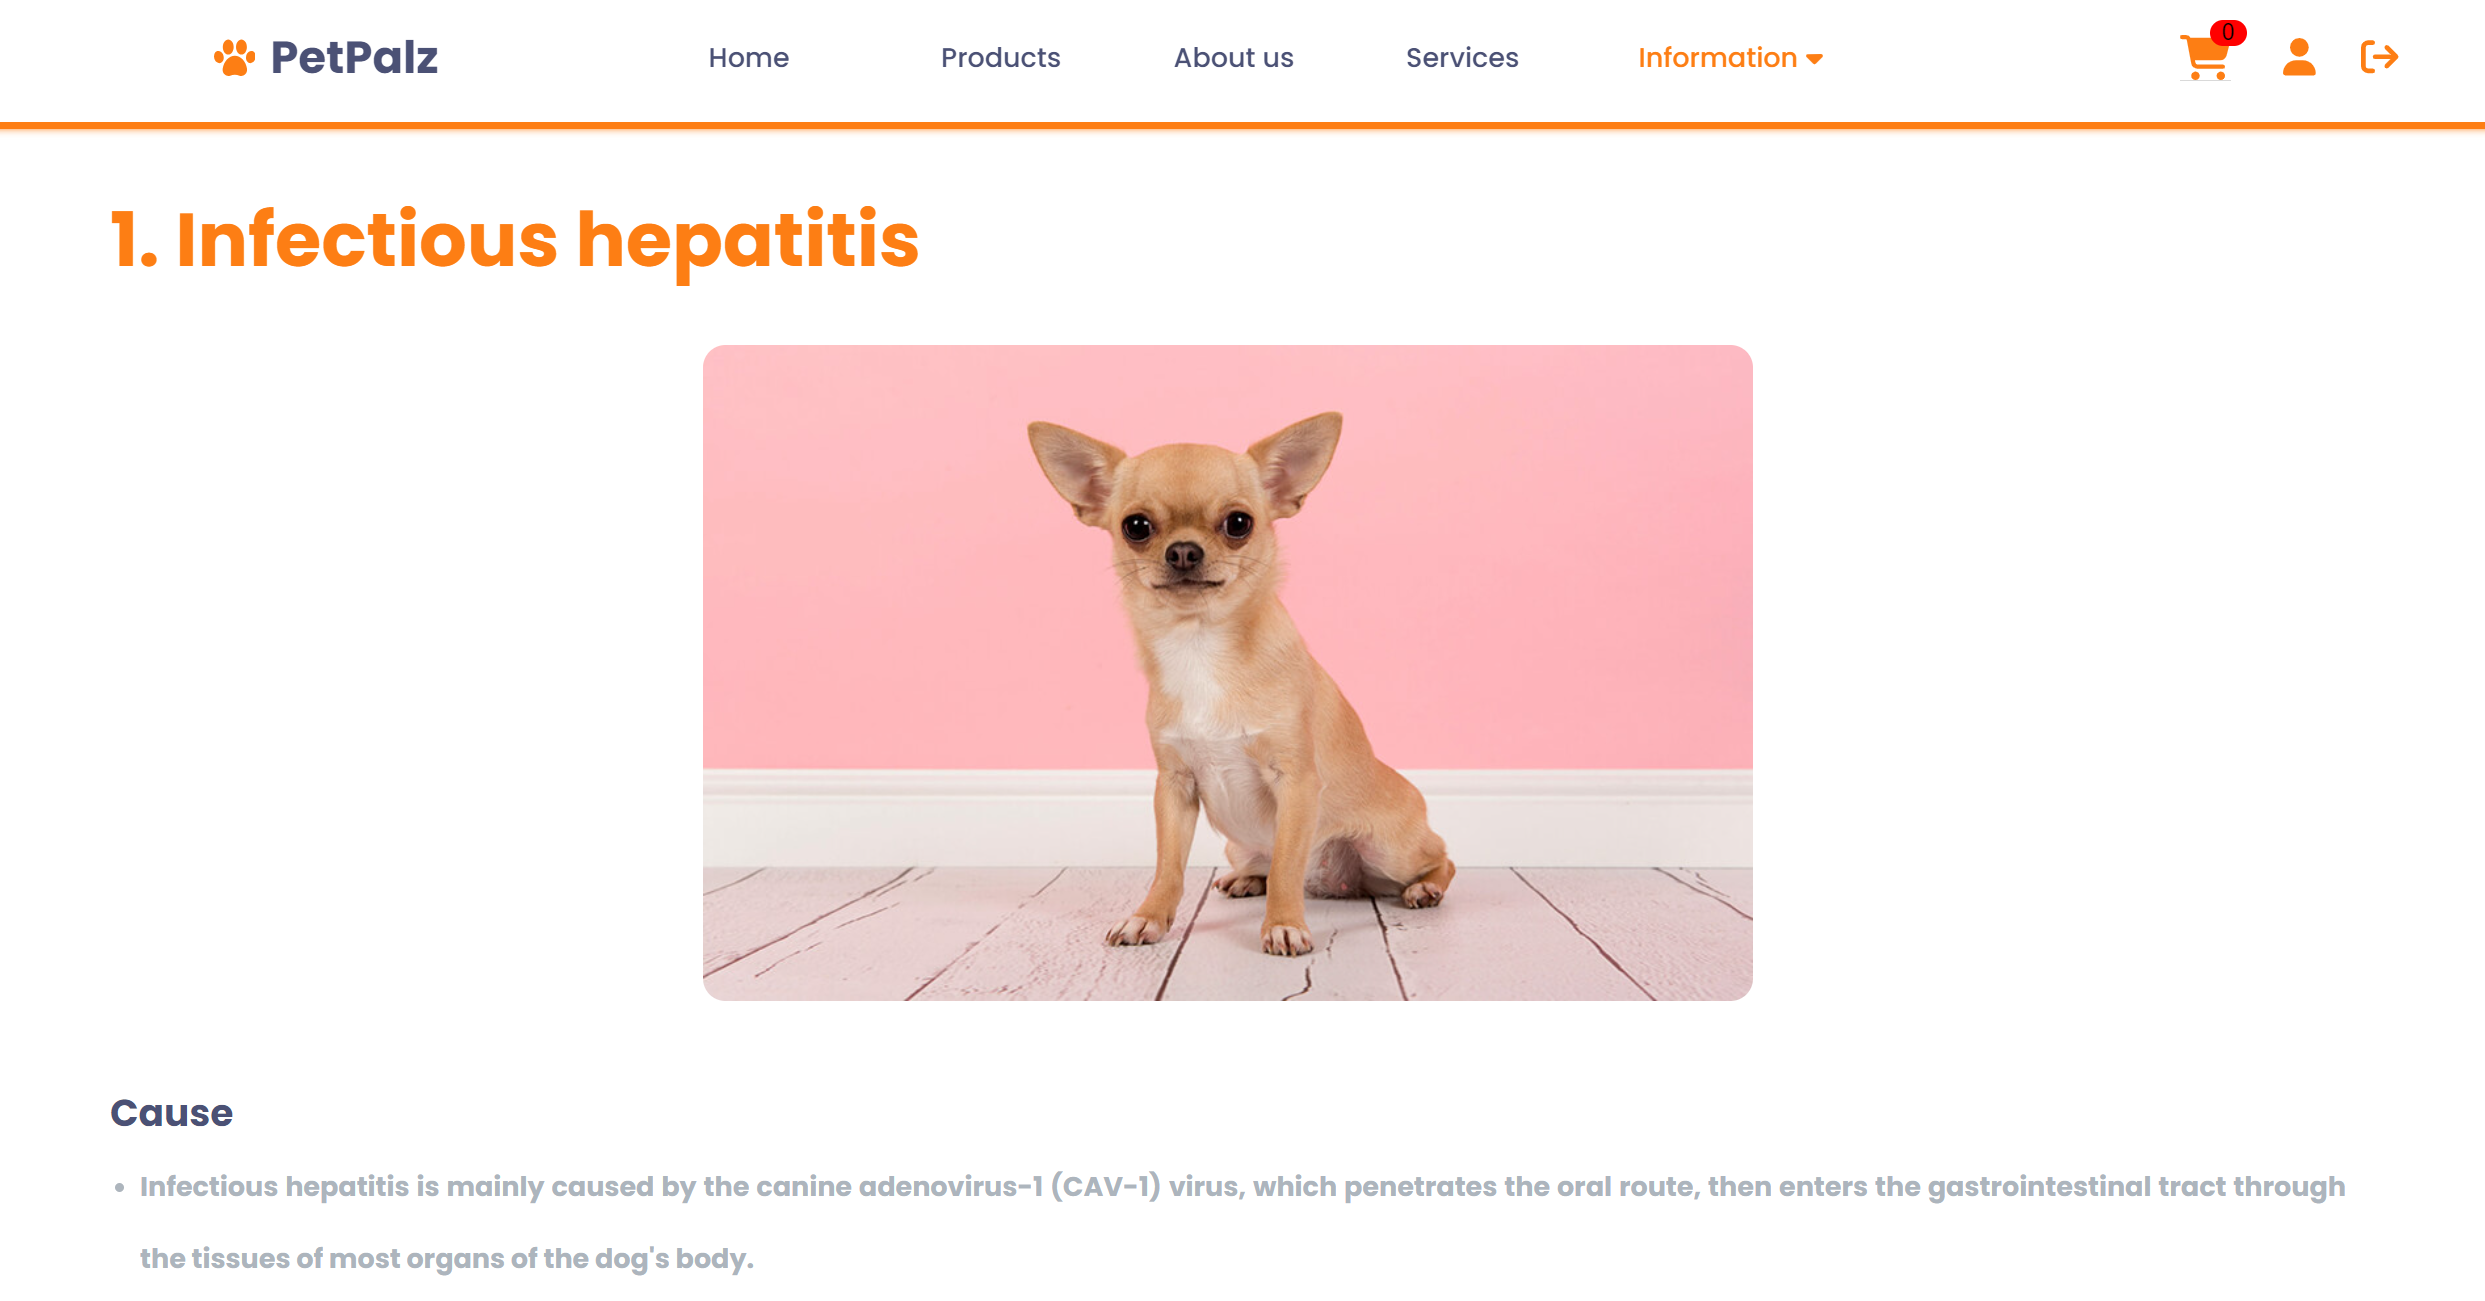 PetPalz
Home
Products
About us
Services
Information
0
1. Infectious hepatitis
Cause
• Infectious hepatitis is mainly caused by the canine adenovirus-1 (CAV-1) virus, which penetrates the oral route, then enters the gastrointestinal tract through
the tissues of most organs of the dog's body.